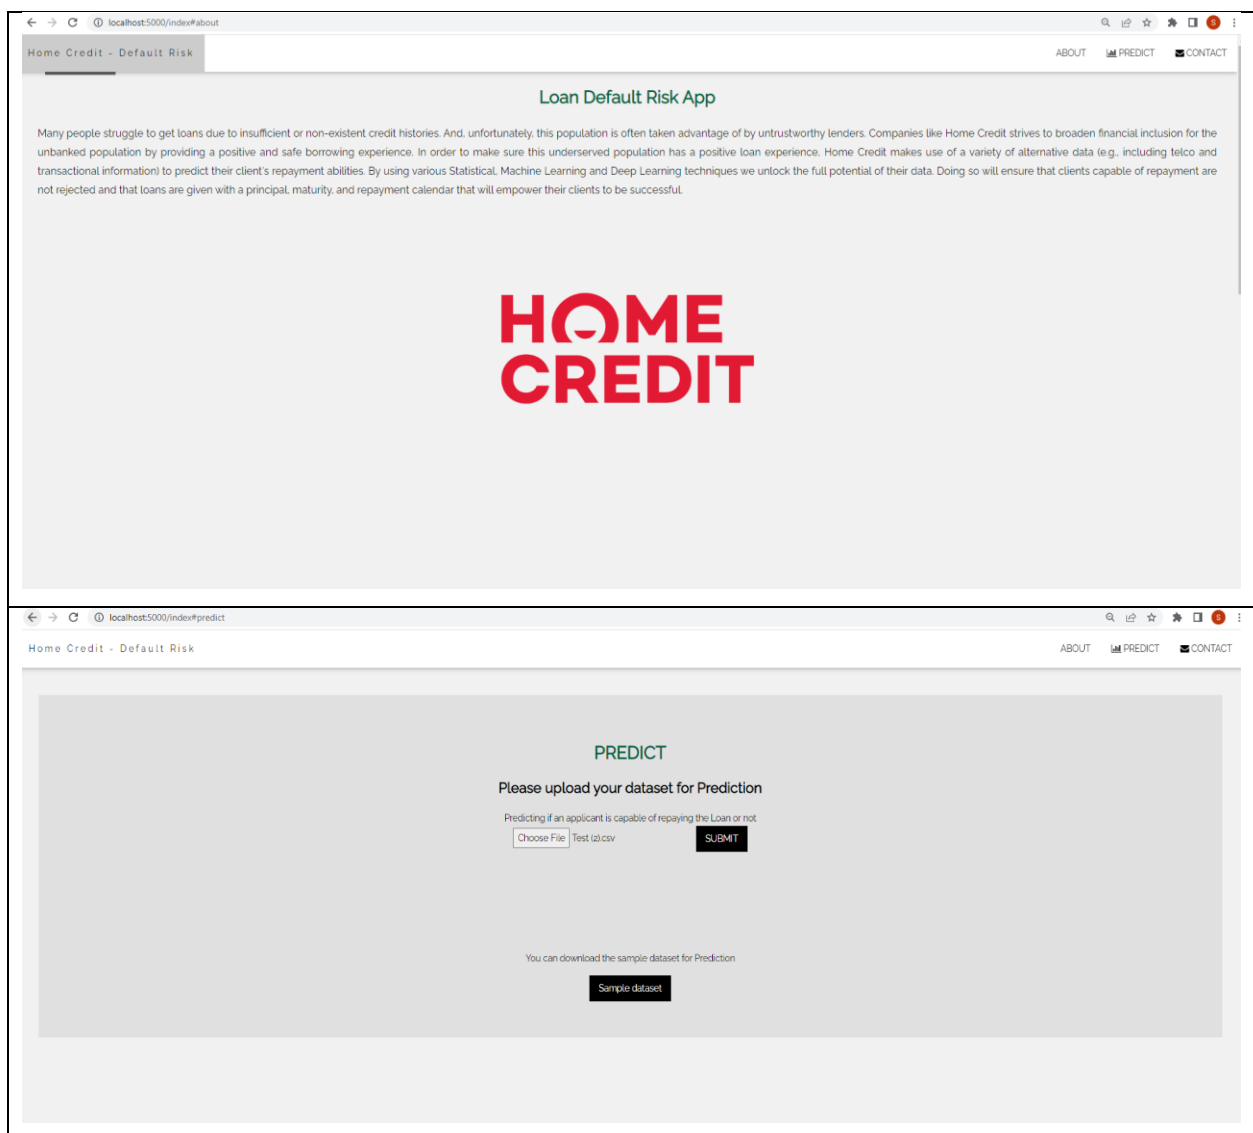 localhost:5000/index#about
S
Home Credit - Default Risk
ABOUT PREDICT CONTACT
Loan Default Risk App
Many people struggle to get loans due to insufficient or non-existent credit histories. And, unfortunately, this population is often taken advantage of by untrustworthy lenders. Companies like Home Credit strives to broaden financial inclusion for the
unbanked population by providing a positive and safe borrowing experience. In order to make sure this underserved population has a positive loan experience, Home Credit makes use of a variety of alternative data (e.g., including telco and
transactional information) to predict their client's repayment abilities. By using various Statistical, Machine Learning and Deep Learning techniques we unlock the full potential of their data. Doing so will ensure that clients capable of repayment are
not rejected and that loans are given with a principal, maturity, and repayment calendar that will empower their clients to be successful.
HOME
CREDIT
localhost:5000/index#predict
S
Home Credit - Default Risk
ABOUT PREDICT CONTACT
PREDICT
Please upload your dataset for Prediction
Predicting if an applicant is capable of repaying the Loan or not
Choose File Test (2).csv SUBMIT
You can download the sample dataset for Prediction
Sample dataset